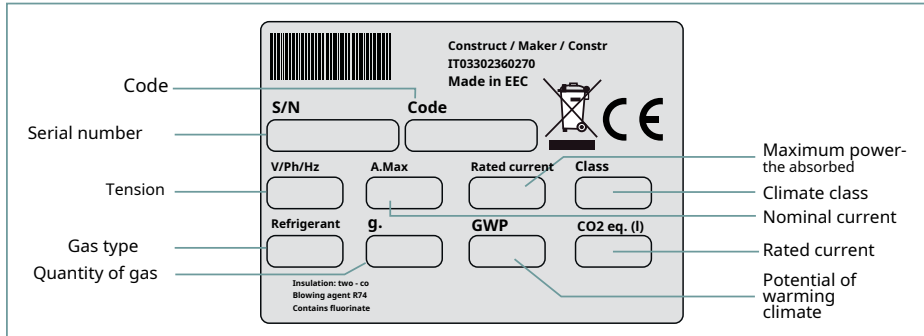 Construct / Maker / Constr
IT03302360270
Made in EEC
Code
S/N
Code
Serial number
V/Ph/Hz
A.Max
Rated current
Class
Maximum power-
the absorbed
Tension
Climate class
Nominal current
Refrigerant
g.
GWP
CO2 eq. (l)
Gas type
Rated current
Quantity of gas
Potential of
warming
climate
Insulation: two - co
Blowing agent R74
Contains fluorinate
CE